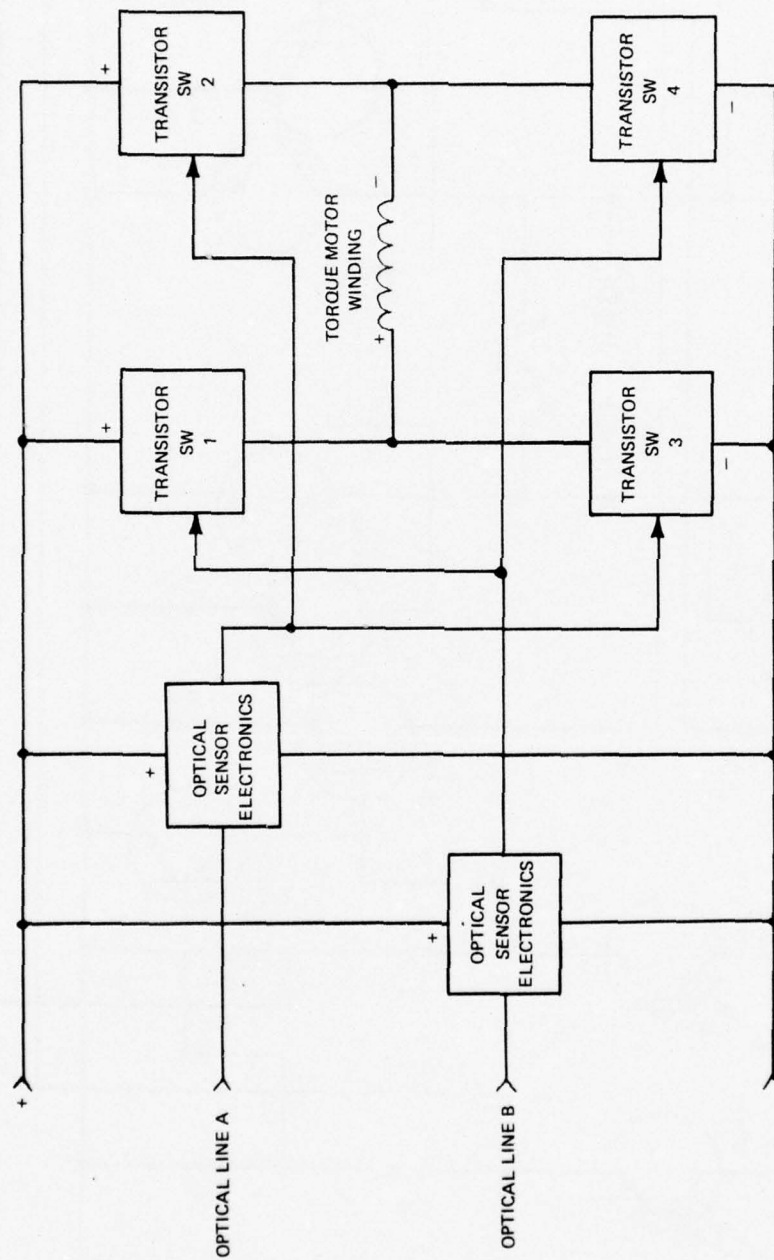 +
TRANSISTOR
SW
2
+
TRANSISTOR
SW
1
TORQUE MOTOR
WINDING
+
−
TRANSISTOR
SW
4
−
TRANSISTOR
SW
3
−
+
OPTICAL
SENSOR
ELECTRONICS
+
OPTICAL
SENSOR
ELECTRONICS
+
OPTICAL LINE A
OPTICAL LINE B